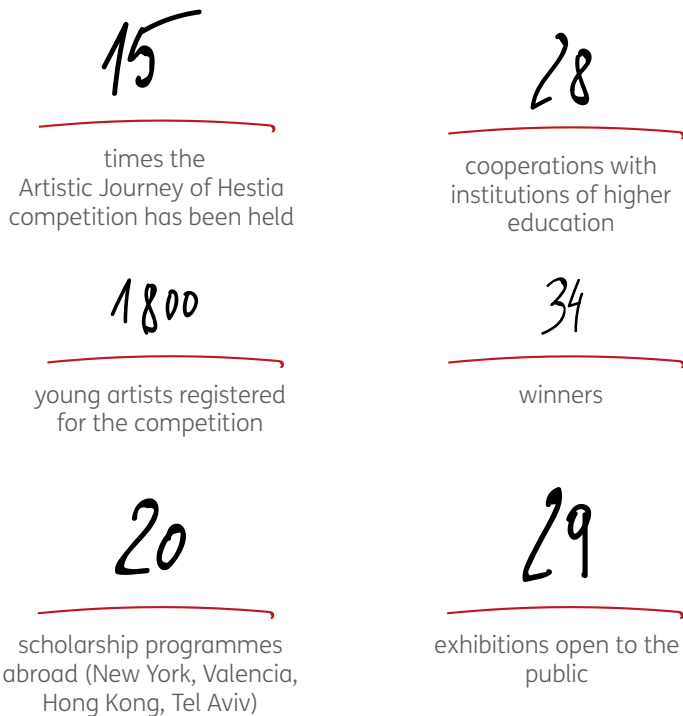 15
times the
Artistic Journey of Hestia
competition has been held
28
cooperations with
institutions of higher
education
1800
young artists registered
for the competition
34
winners
20
scholarship programmes
abroad (New York, Valencia,
Hong Kong, Tel Aviv)
29
exhibitions open to the
public